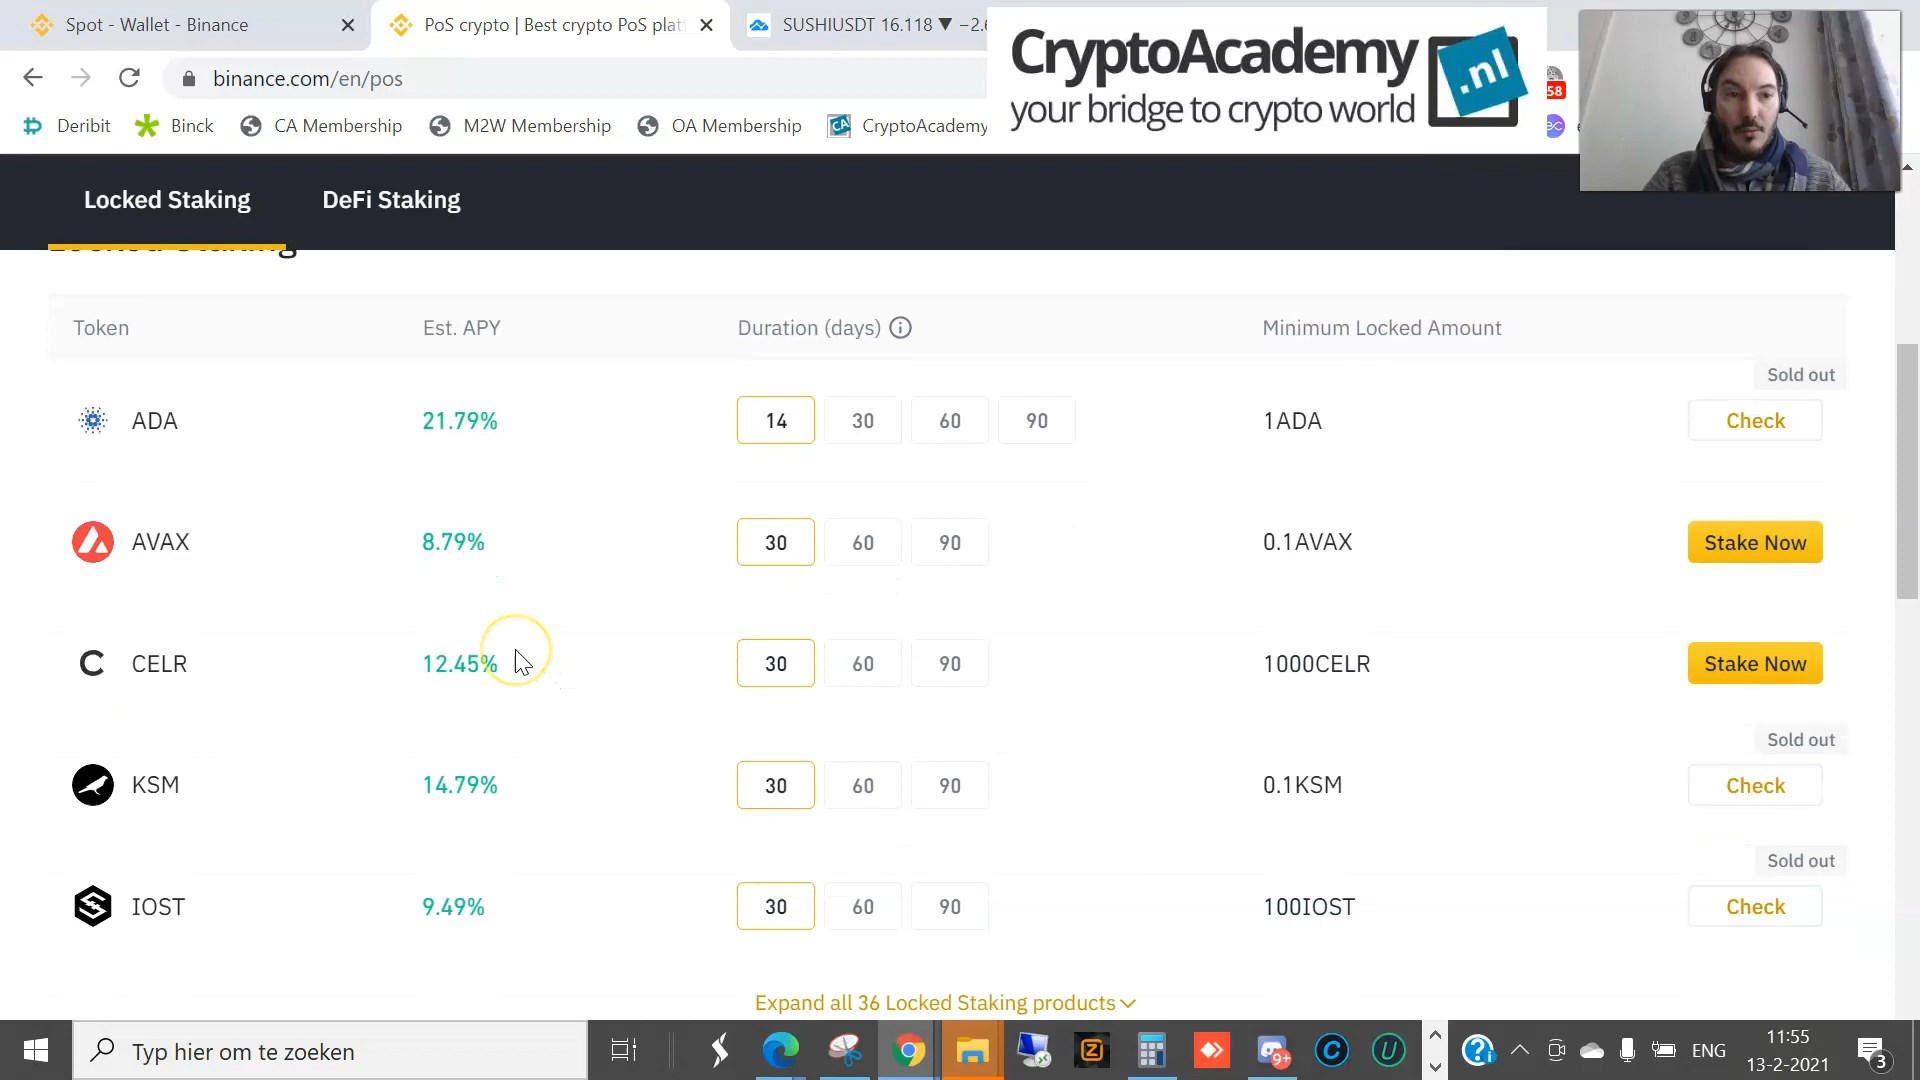 Spot - Wallet - Binance
PoS crypto | Best crypto PoS plat
SUSHIUSDT 16.118 ▼ −2.6
CryptoAcademy
.nl
your bridge to crypto world
binance.com/en/pos
58
Deribit
Binck
CA Membership
M2W Membership
OA Membership
CA
CryptoAcademy
Locked Staking
DeFi Staking
Locked Staking
Token
Est. APY
Duration (days)
Minimum Locked Amount
Sold out
ADA
21.79%
14
30
60
90
1ADA
Check
AVAX
8.79%
30
60
90
0.1AVAX
Stake Now
CELR
12.45%
30
60
90
1000CELR
Stake Now
Sold out
KSM
14.79%
30
60
90
0.1KSM
Check
Sold out
IOST
9.49%
30
60
90
100IOST
Check
Expand all 36 Locked Staking products
Typ hier om te zoeken
9+
ENG
11:55
13-2-2021
3